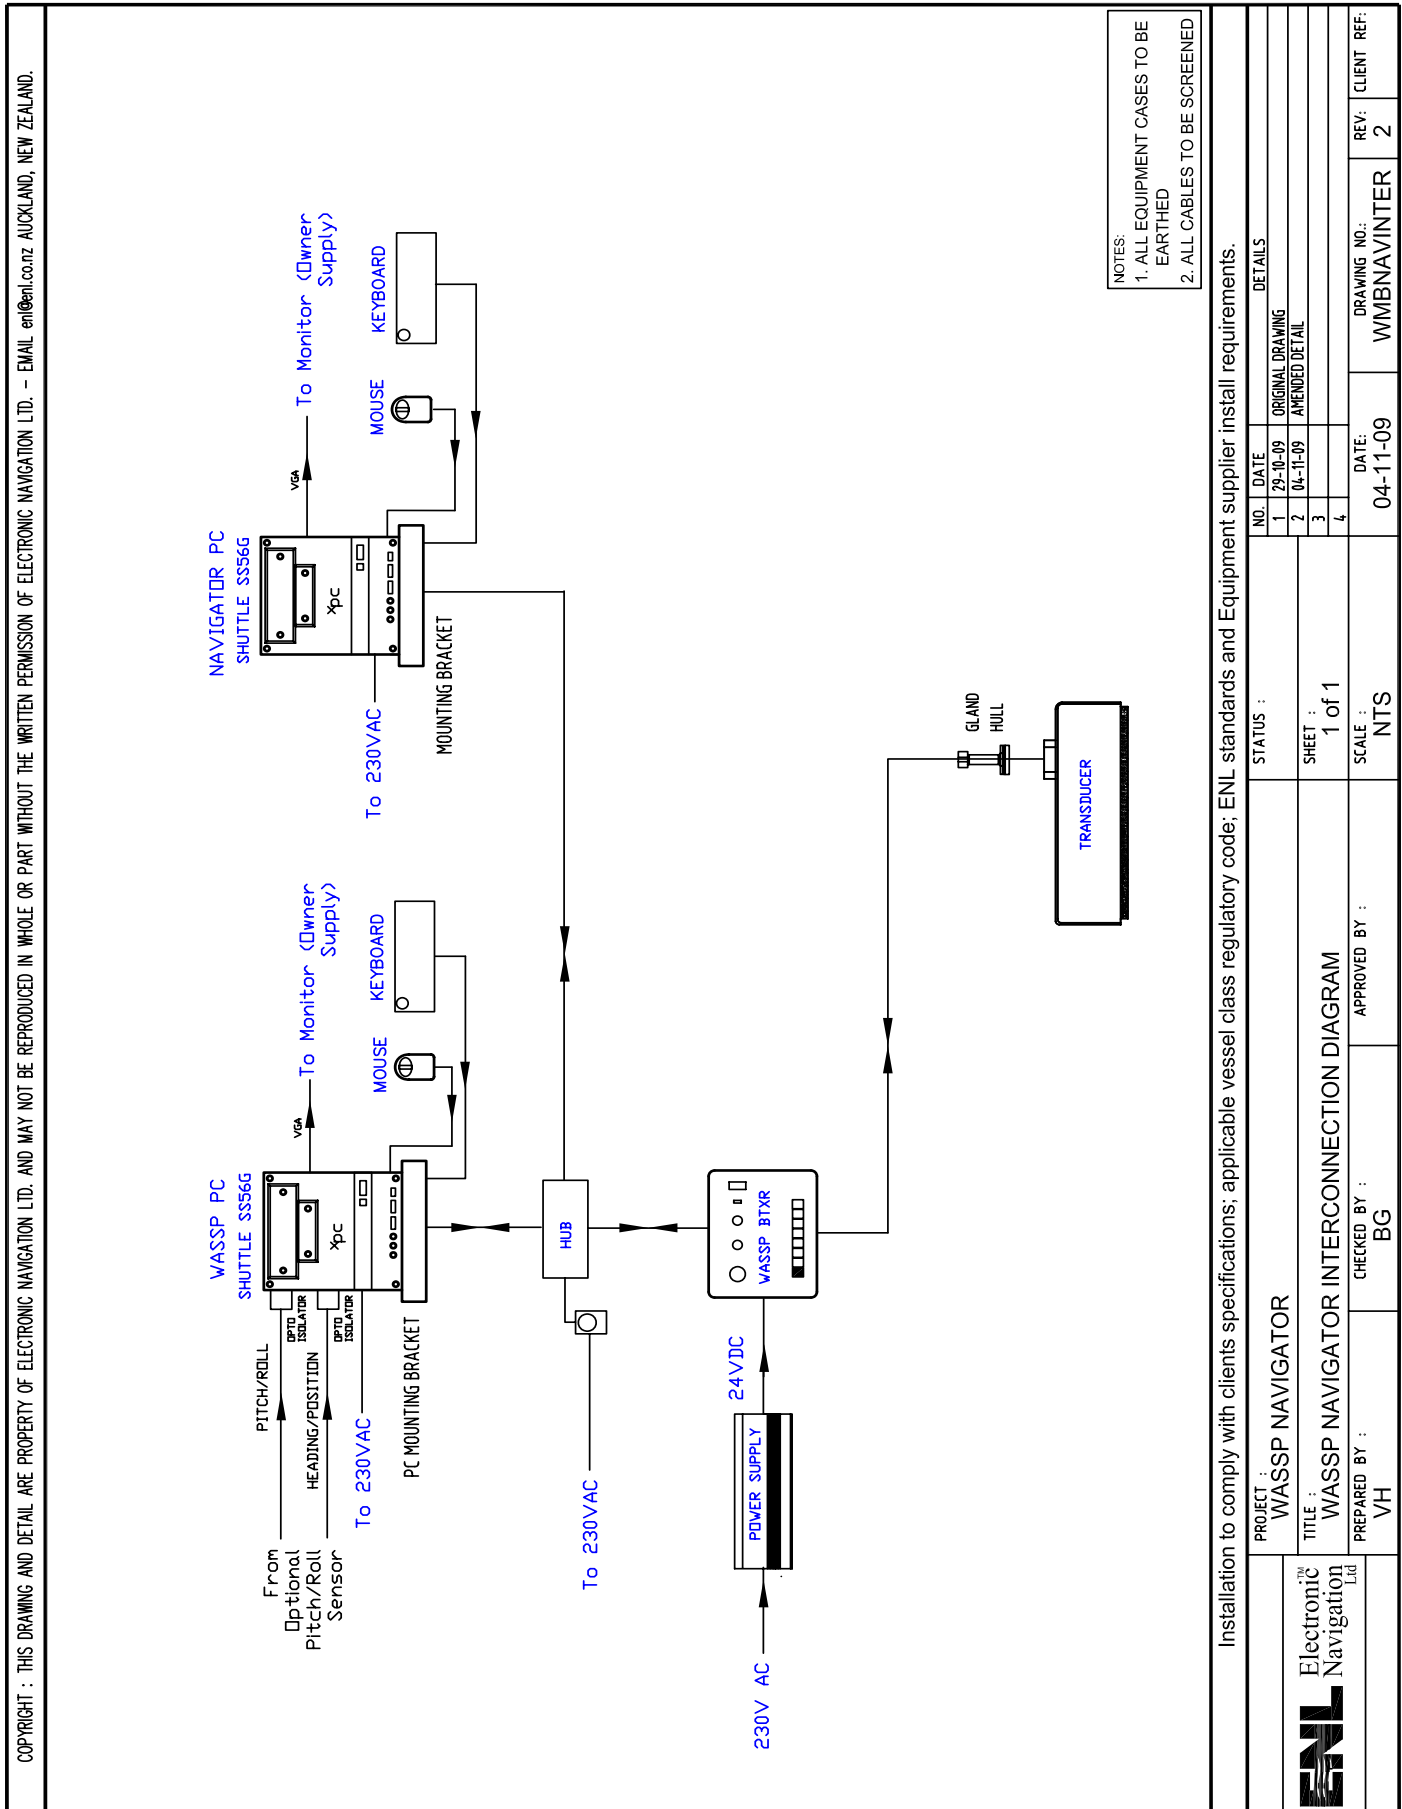 COPYRIGHT : THIS DRAWING AND DETAIL ARE PROPERTY OF ELECTRONIC NAVIGATION LTD. AND MAY NOT BE REPRODUCED IN WHOLE OR PART WITHOUT THE WRITTEN PERMISSION OF ELECTRONIC NAVIGATION LTD. - EMAIL enl@enl.co.nz AUCKLAND, NEW ZEALAND.
WASSP PC
SHUTTLE SS56G
NAVIGATOR PC
SHUTTLE SS56G
PITCH/ROLL
OPTO
ISOLATOR
HEADING/POSITION
OPTO
ISOLATOR
From
Optional
Pitch/Roll
Sensor
To 230VAC
xpc
VGA
To Monitor (Owner
Supply)
MOUSE
KEYBOARD
PC MOUNTING BRACKET
xpc
VGA
To Monitor (Owner
Supply)
MOUSE
KEYBOARD
To 230VAC
MOUNTING BRACKET
HUB
To 230VAC
230V AC
POWER SUPPLY
24VDC
WASSP BTXR
GLAND
HULL
TRANSDUCER
NOTES:
1. ALL EQUIPMENT CASES TO BE
EARTHED
2. ALL CABLES TO BE SCREENED
Installation to comply with clients specifications; applicable vessel class regulatory code; ENL standards and Equipment supplier install requirements.
ENL
Electronic™
Navigation
Ltd
PROJECT :
WASSP NAVIGATOR
TITLE :
WASSP NAVIGATOR INTERCONNECTION DIAGRAM
PREPARED BY :
VH
CHECKED BY :
BG
APPROVED BY :
STATUS :
SHEET :
1 of 1
SCALE :
NTS
NO. DATE DETAILS
1 29-10-09 ORIGINAL DRAWING
2 04-11-09 AMENDED DETAIL
3
4
DATE:
04-11-09
DRAWING NO.:
WMBNAVINTER
REV:
2
CLIENT REF: